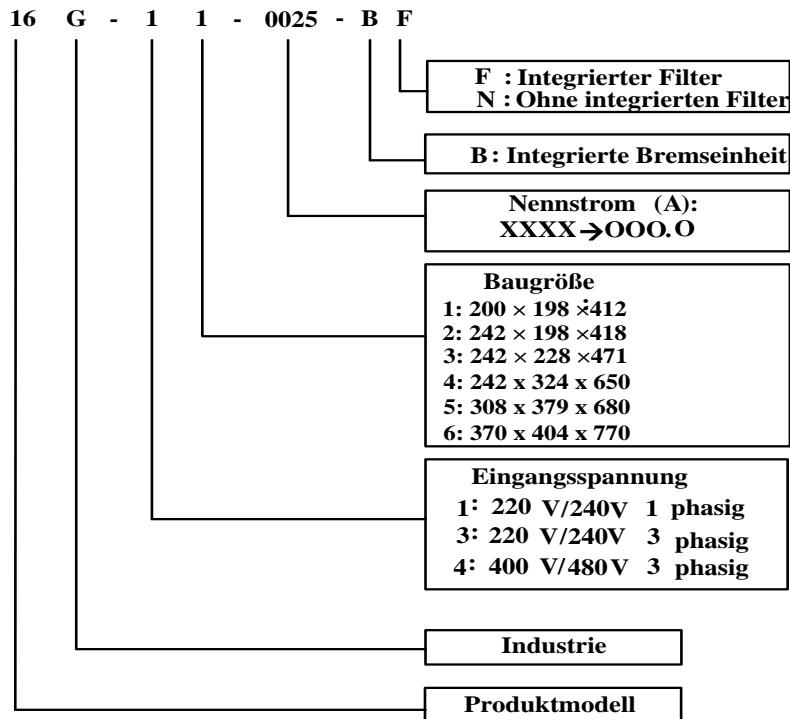 16 G - 1 1 - 0025 - B F
F : Integrierter Filter
N : Ohne integrierten Filter
B: Integrierte Bremseinheit
Nennstrom (A):
XXXX→OOO.O
Baugröße
1: 200 × 198 ×412
2: 242 × 198 ×418
3: 242 × 228 ×471
4: 242 x 324 x 650
5: 308 x 379 x 680
6: 370 x 404 x 770
Eingangsspannung
1: 220 V/240V 1 phasig
3: 220 V/240V 3 phasig
4: 400 V/480V 3 phasig
Industrie
Produktmodell